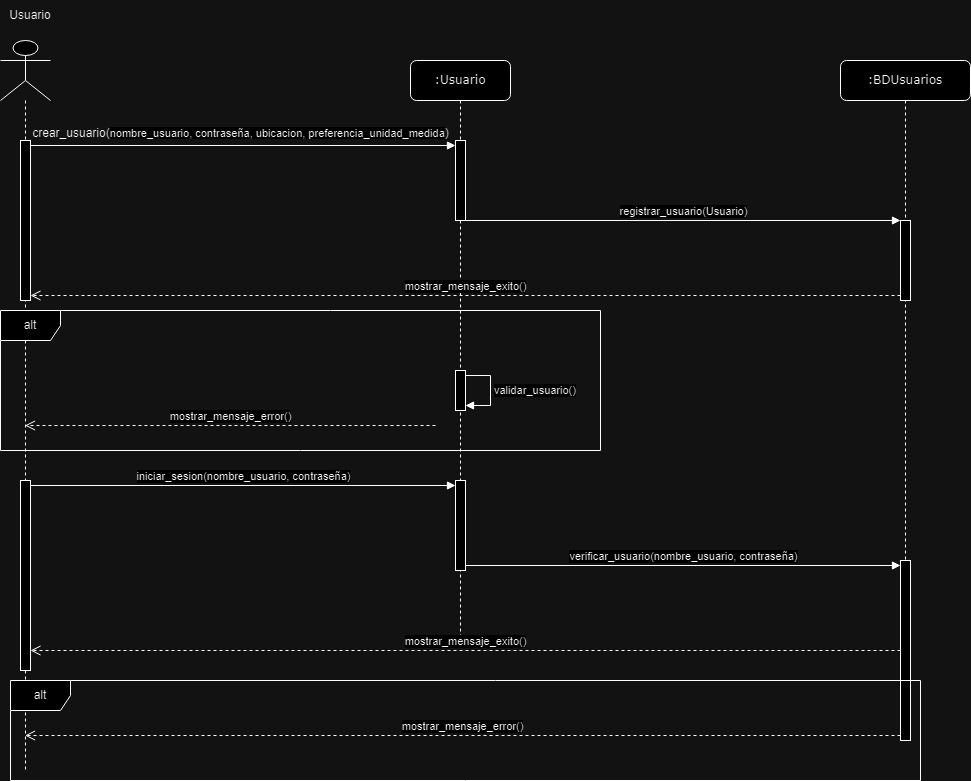 Usuario
:Usuario
:BDUsuarios
crear_usuario(nombre_usuario, contraseña, ubicacion, preferencia_unidad_medida)
registrar_usuario(Usuario)
mostrar_mensaje_exito()
alt
validar_usuario()
mostrar_mensaje_error()
iniciar_sesion(nombre_usuario, contraseña)
verificar_usuario(nombre_usuario, contraseña)
mostrar_mensaje_exito()
alt
mostrar_mensaje_error()